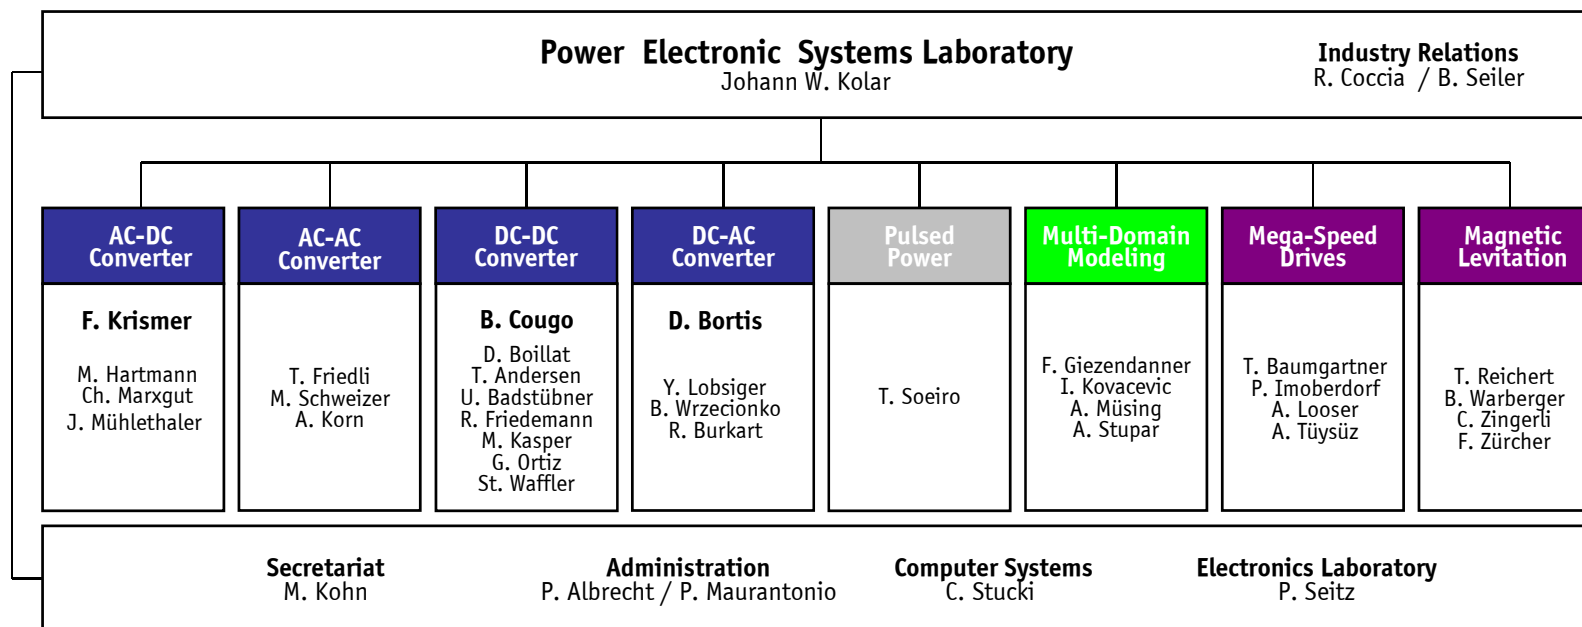 Power Electronic Systems Laboratory
Johann W. Kolar
Industry Relations
R. Coccia / B. Seiler
AC-DC
Converter
F. Krismer
M. Hartmann
Ch. Marxgut
J. Mühlethaler
AC-AC
Converter
T. Friedli
M. Schweizer
A. Korn
DC-DC
Converter
B. Cougo
D. Boillat
T. Andersen
U. Badstübner
R. Friedemann
M. Kasper
G. Ortiz
St. Waffler
DC-AC
Converter
D. Bortis
Y. Lobsiger
B. Wrzecionko
R. Burkart
Pulsed
Power
T. Soeiro
Multi-Domain
Modeling
F. Giezendanner
I. Kovacevic
A. Müsing
A. Stupar
Mega-Speed
Drives
T. Baumgartner
P. Imoberdorf
A. Looser
A. Tüysüz
Magnetic
Levitation
T. Reichert
B. Warberger
C. Zingerli
F. Zürcher
Secretariat
M. Kohn
Administration
P. Albrecht / P. Maurantonio
Computer Systems
C. Stucki
Electronics Laboratory
P. Seitz